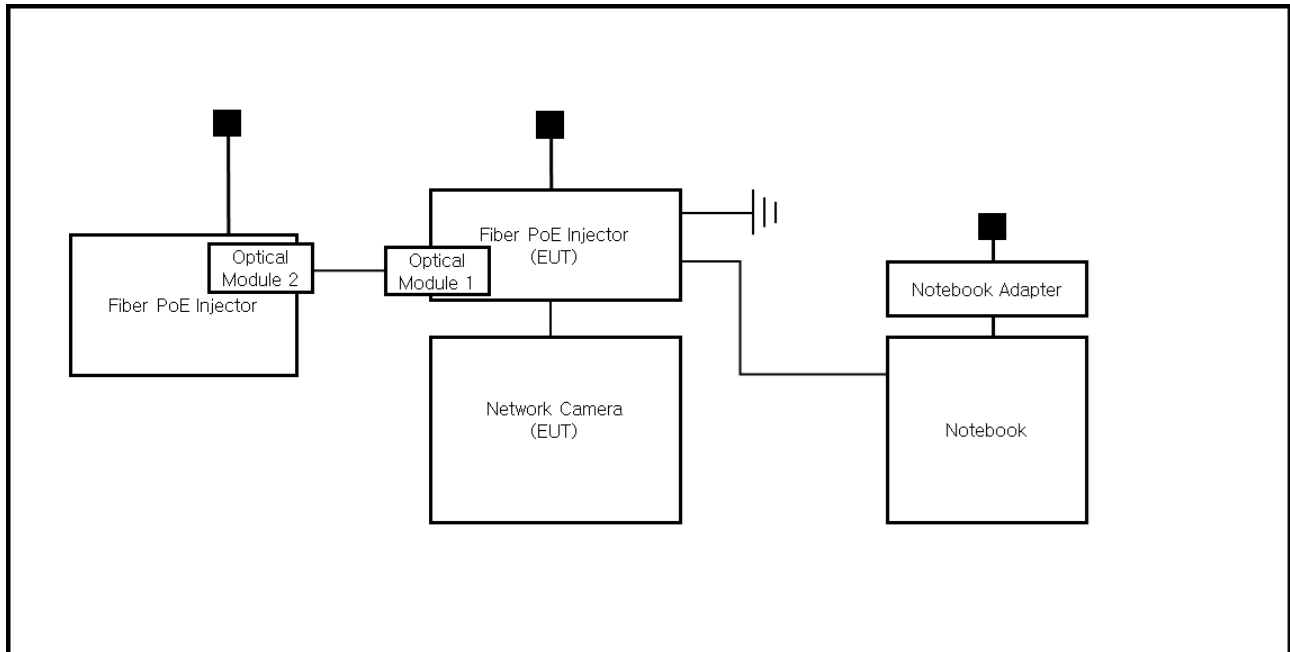 Optical
Module 2
Fiber PoE Injector
Optical
Module 1
Fiber PoE Injector
(EUT)
Network Camera
(EUT)
Notebook Adapter
Notebook